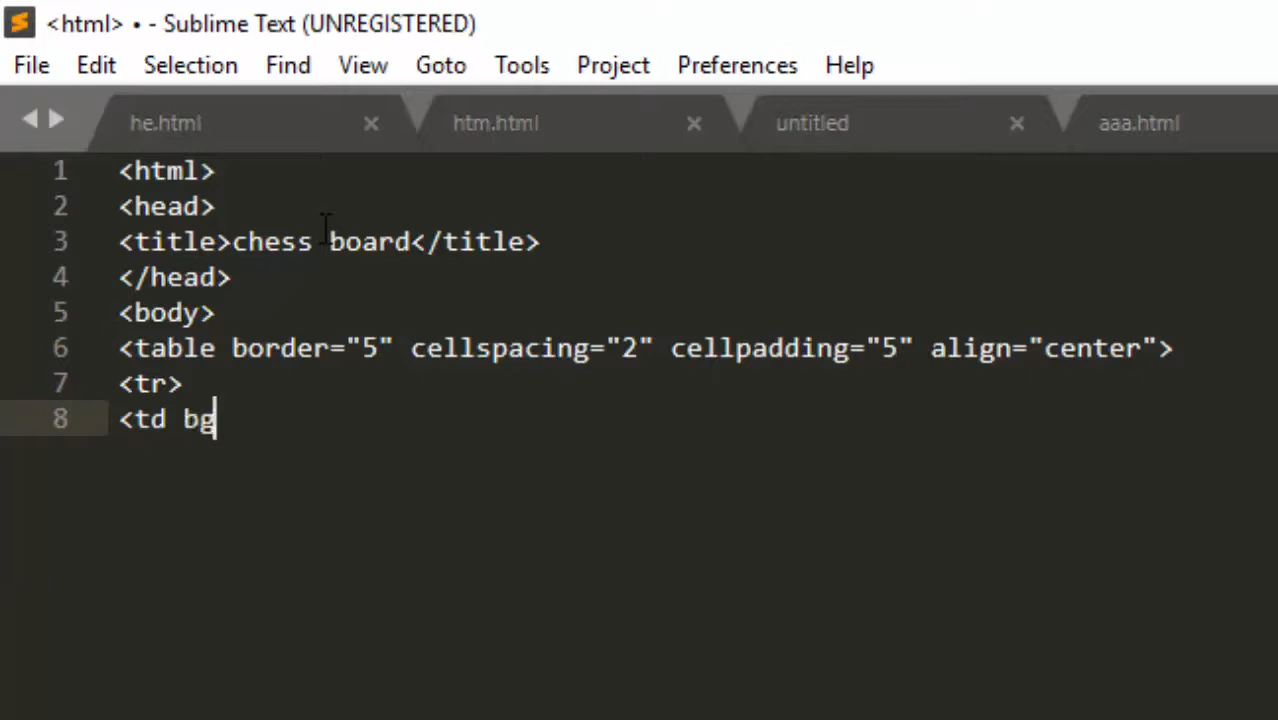 <html> • - Sublime Text (UNREGISTERED)
File Edit Selection Find View Goto Tools Project Preferences Help
he.html htm.html untitled aaa.html
1 <html>
2 <head>
3 <title>chess board</title>
4 </head>
5 <body>
6 <table border="5" cellspacing="2" cellpadding="5" align="center">
7 <tr>
8 <td bg